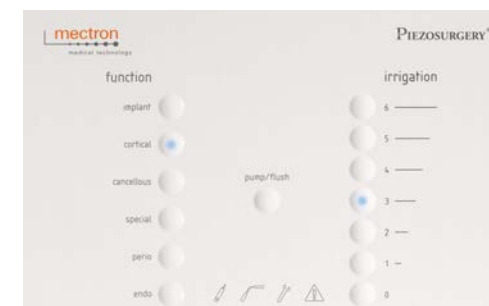 mectron
medical technology
PIEZOSURGERY®
function
irrigation
implant
cortical
cancellous
special
perio
endo
pump/flush
6
5
4
3
2
1
0